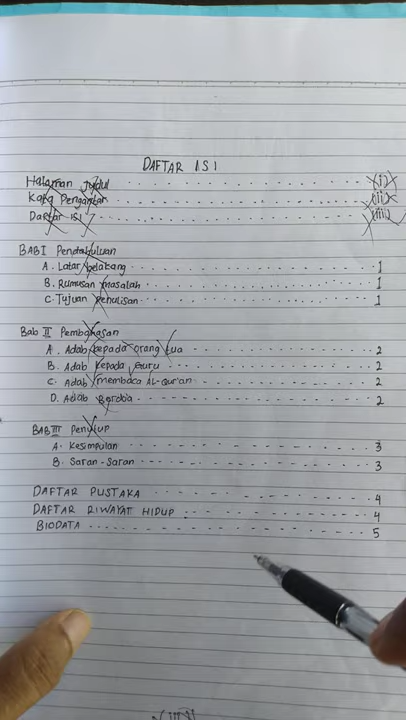 DAFTAR ISI
Halaman Judul . . . . . . . . . . (i)
Kata Pengantar . . . . . . . . . . (ii)
Daftar isi . . . . . . . . . . (iii)
BAB I Pendahuluan
A. Latar belakang . . . . . . . . . . 1
B. Rumusan masalah . . . . . . . . . . 1
C. Tujuan Penulisan . . . . . . . . . . 1
Bab II Pembahasan
A. Adab kepada orang tua . . . . . . . . . . 2
B. Adab kepada guru . . . . . . . . . . 2
C. Adab membaca Al-Qur'an . . . . . . . . . . 2
D. Adab Berdoa . . . . . . . . . . 2
BAB III Penutup
A. Kesimpulan . . . . . . . . . . 3
B. Saran-Saran . . . . . . . . . . 3
DAFTAR PUSTAKA . . . . . . . . . . 4
DAFTAR RIWAYAT HIDUP . . . . . . . . . . 4
BIODATA . . . . . . . . . . 5